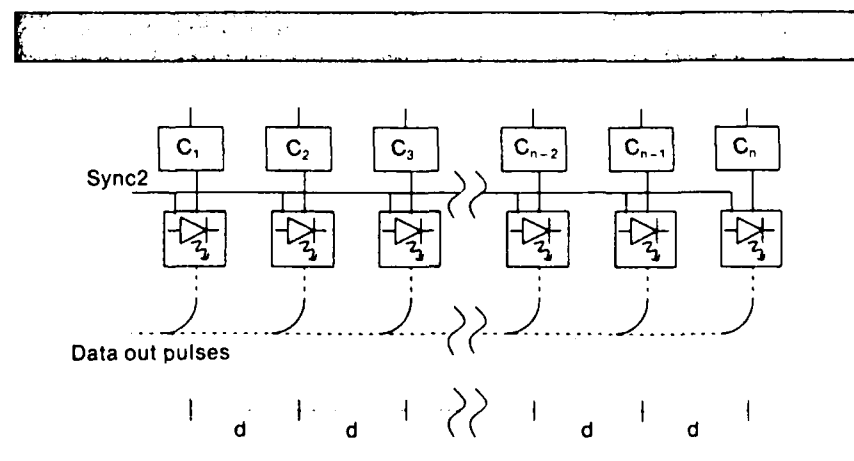 C₁ C₂ C₃ Cₙ₋₂ Cₙ₋₁ Cₙ
Sync2
Data out pulses
d d d d